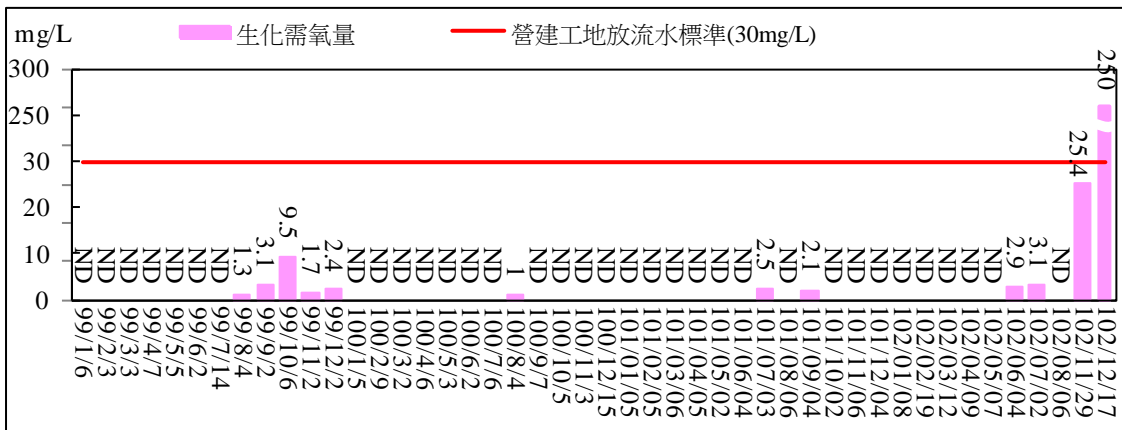 mg/L 生化需氧量 營建工地放流水標準(30mg/L)
300
250
30
20
10
0
ND ND ND ND ND ND ND 1.3 3.1 9.5 1.7 2.4 ND ND ND ND ND ND ND 1 ND ND ND ND ND ND ND ND ND ND 2.5 ND 2.1 ND ND ND ND ND ND ND ND 2.9 3.1 ND 25.4 250
99/1/6 99/2/3 99/3/3 99/4/7 99/5/5 99/6/2 99/7/14 99/8/4 99/9/2 99/10/6 99/11/2 99/12/2 100/1/5 100/2/9 100/3/2 100/4/6 100/5/3 100/6/2 100/7/6 100/8/4 100/9/7 100/10/5 100/11/3 100/12/15 101/01/05 101/02/05 101/03/06 101/04/05 101/05/02 101/06/04 101/07/03 101/08/06 101/09/04 101/10/02 101/11/06 101/12/04 102/01/08 102/02/19 102/03/12 102/04/09 102/05/07 102/06/04 102/07/02 102/08/06 102/11/29 102/12/17